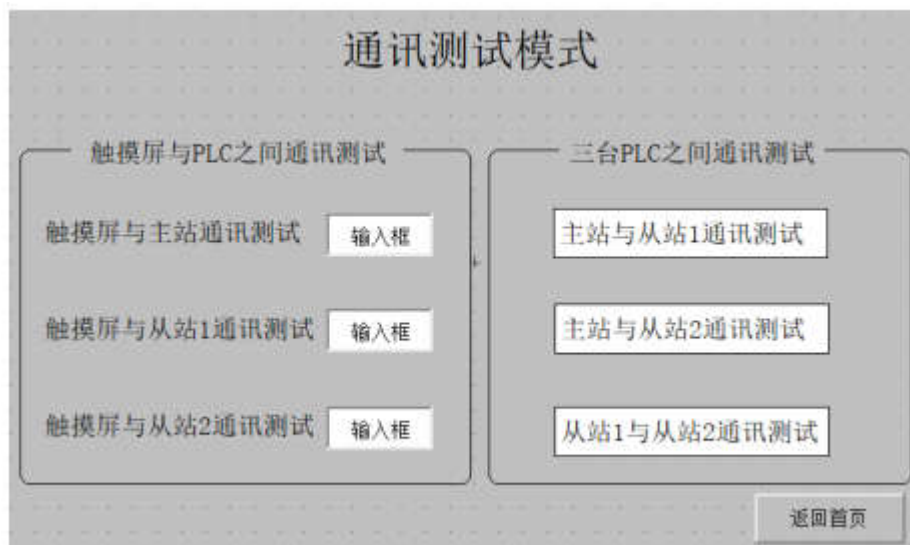 通讯测试模式
触摸屏与PLC之间通讯测试
触摸屏与主站通讯测试 输入框
触摸屏与从站1通讯测试 输入框
触摸屏与从站2通讯测试 输入框
三台PLC之间通讯测试
主站与从站1通讯测试
主站与从站2通讯测试
从站1与从站2通讯测试
返回首页